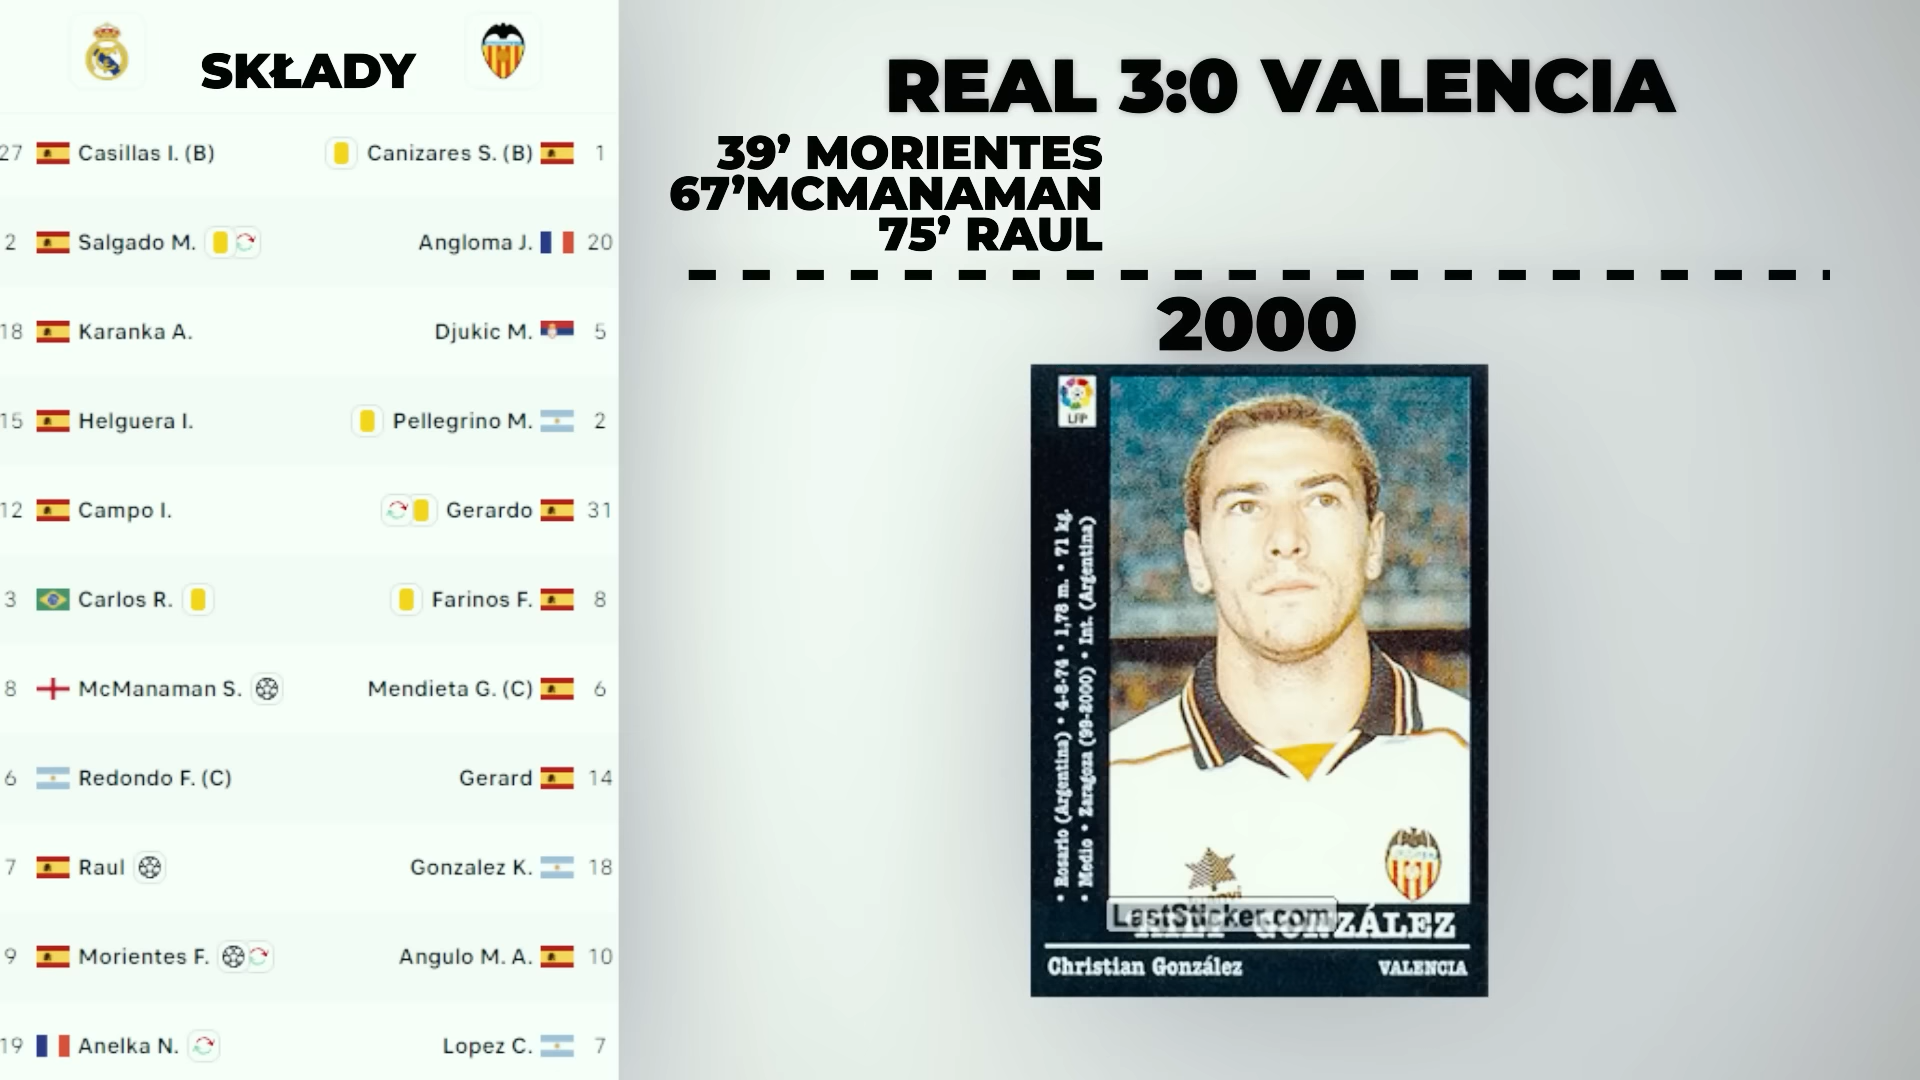 SKŁADY
27 Casillas I. (B)
Canizares S. (B) 1
2 Salgado M.
Angloma J. 20
18 Karanka A.
Djukic M. 5
15 Helguera I.
Pellegrino M. 2
12 Campo I.
Gerardo 31
3 Carlos R.
Farinos F. 8
8 McManaman S.
Mendieta G. (C) 6
6 Redondo F. (C)
Gerard 14
7 Raul
Gonzalez K. 18
9 Morientes F.
Angulo M. A. 10
19 Anelka N.
Lopez C. 7
REAL 3:0 VALENCIA
39’ MORIENTES
67’MCMANAMAN
75’ RAUL
2000
LFP
• Rosario (Argentina) • 4-8-74 • 1,78 m. • 71 kg.
• Medio • Zaragoza (99-2000) • Int. (Argentina)
LastSticker.com
GONZÁLEZ
Christian González
VALENCIA